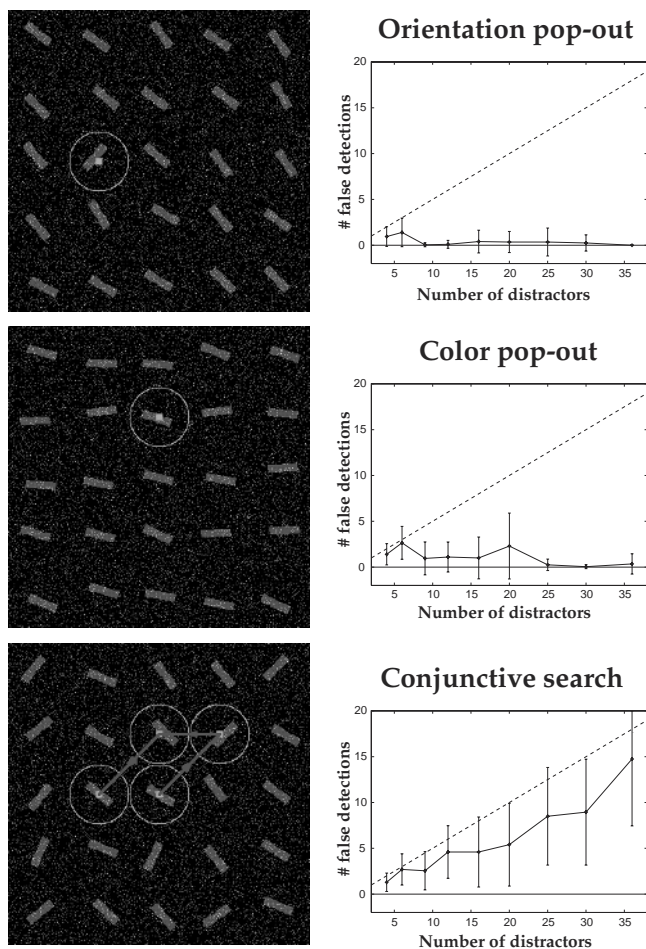 Orientation pop-out
20
15
10
5
0
# false detections
5 10 15 20 25 30 35
Number of distractors
Color pop-out
20
15
10
5
0
# false detections
5 10 15 20 25 30 35
Number of distractors
Conjunctive search
20
15
10
5
0
# false detections
5 10 15 20 25 30 35
Number of distractors